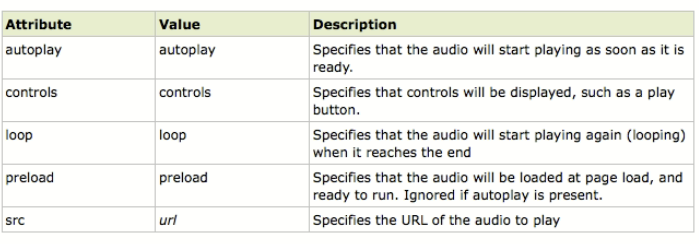 Attribute Value Description
autoplay autoplay Specifies that the audio will start playing as soon as it is
ready.
controls controls Specifies that controls will be displayed, such as a play
button.
loop loop Specifies that the audio will start playing again (looping)
when it reaches the end
preload preload Specifies that the audio will be loaded at page load, and
ready to run. Ignored if autoplay is present.
src url Specifies the URL of the audio to play